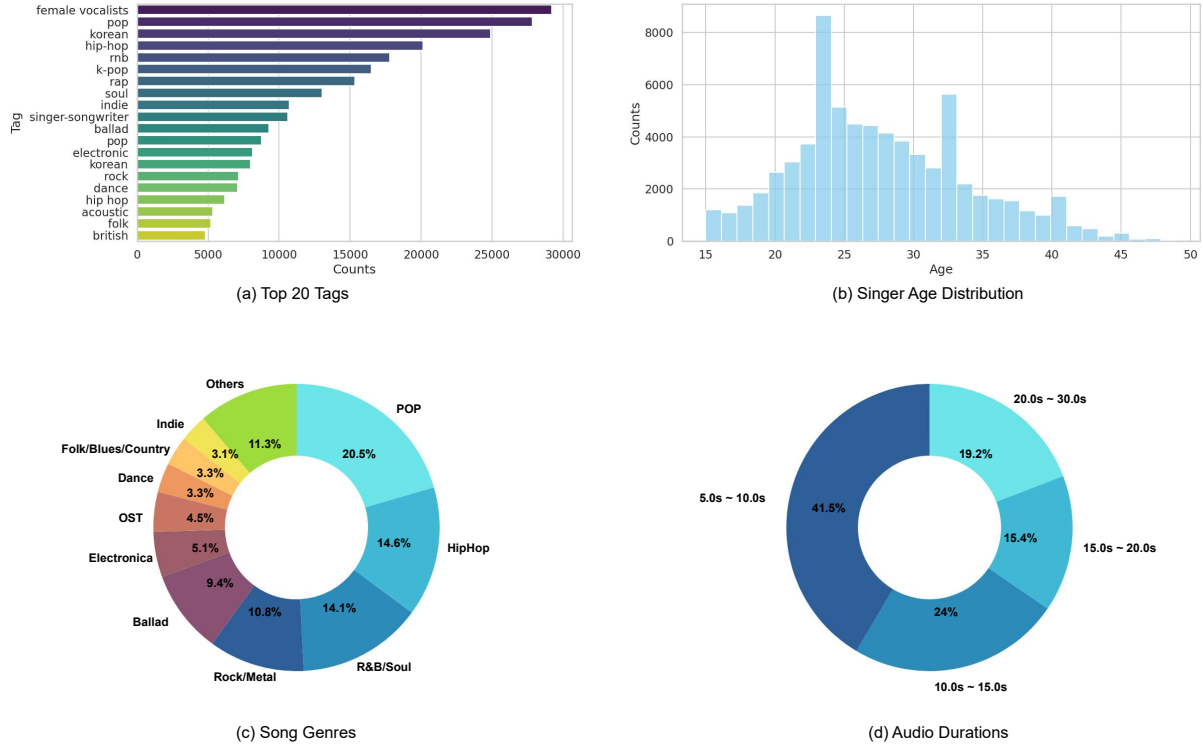 female vocalists
pop
korean
hip-hop
rnb
k-pop
rap
soul
indie
singer-songwriter
ballad
pop
electronic
korean
rock
dance
hip hop
acoustic
folk
british
Tag
0 5000 10000 15000 20000 25000 30000
Counts
(a) Top 20 Tags
8000
6000
4000
2000
0
Counts
15 20 25 30 35 40 45 50
Age
(b) Singer Age Distribution
Others
11.3%
POP
20.5%
Indie
3.1%
Folk/Blues/Country
3.3%
Dance
3.3%
OST
4.5%
HipHop
14.6%
Electronica
5.1%
Ballad
9.4%
Rock/Metal
10.8%
R&B/Soul
14.1%
(c) Song Genres
20.0s ~ 30.0s
19.2%
5.0s ~ 10.0s
41.5%
15.0s ~ 20.0s
15.4%
24%
10.0s ~ 15.0s
(d) Audio Durations